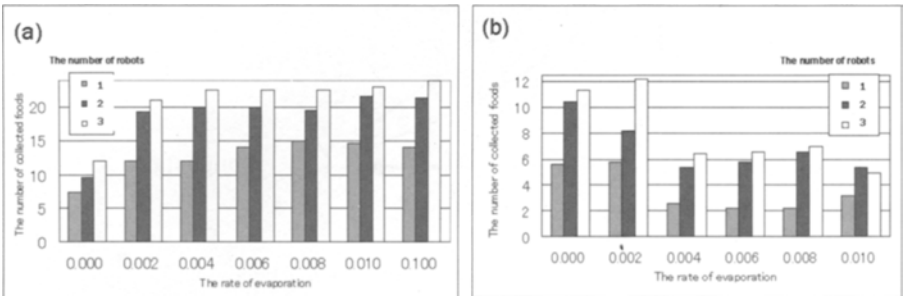 (a)
The number of robots
1
2
3
The number of collected foods
20
15
10
5
0
0.000 0.002 0.004 0.006 0.008 0.010 0.100
The rate of evaporation
(b)
The number of robots
1
2
3
The number of collected foods
12
10
8
6
4
2
0
0.000 0.002 0.004 0.006 0.008 0.010
The rate of evaporation